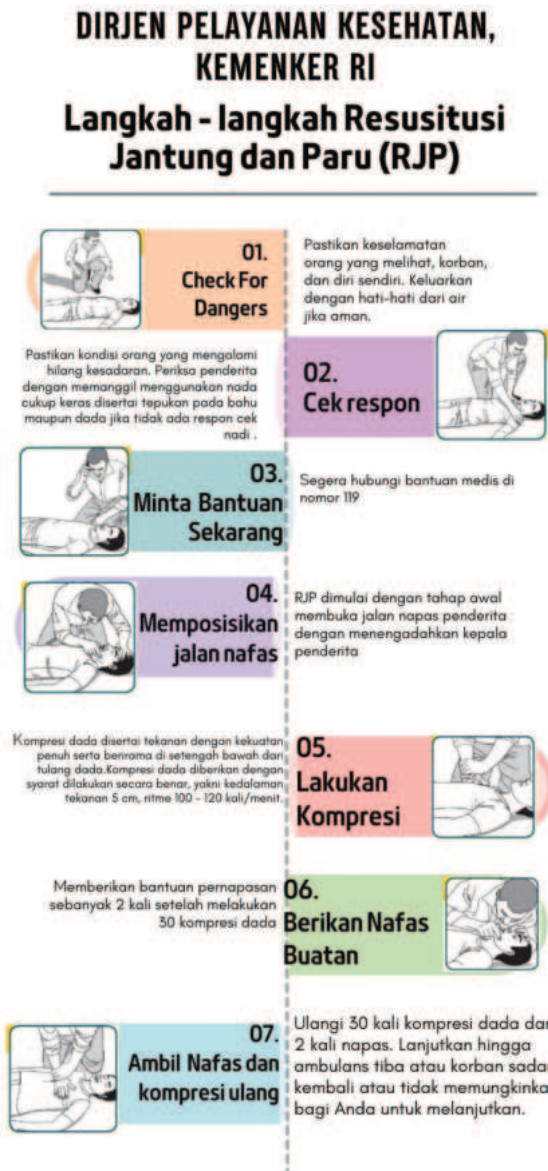 DIRJEN PELAYANAN KESEHATAN,
KEMENKER RI
Langkah - langkah Resusitusi
Jantung dan Paru (RJP)
01.
Check For
Dangers
Pastikan keselamatan
orang yang melihat, korban,
dan diri sendiri. Keluarkan
dengan hati-hati dari air
jika aman.
02.
Cek respon
Pastikan kondisi orang yang mengalami
hilang kesadaran. Periksa penderita
dengan memanggil menggunakan nada
cukup keras disertai tepukan pada bahu
maupun dada jika tidak ada respon cek
nadi .
03.
Minta Bantuan
Sekarang
Segera hubungi bantuan medis di
nomor 119
04.
Memposisikan
jalan nafas
RJP dimulai dengan tahap awal
membuka jalan napas penderita
dengan menengadahkan kepala
penderita
05.
Lakukan
Kompresi
Kompresi dada disertai tekanan dengan kekuatan
penuh serta berirama di setengah bawah dari
tulang dada.Kompresi dada diberikan dengan
syarat dilakukan secara benar, yakni kedalaman
tekanan 5 cm, ritme 100 - 120 kali/menit.
06.
Berikan Nafas
Buatan
Memberikan bantuan pernapasan
sebanyak 2 kali setelah melakukan
30 kompresi dada
07.
Ambil Nafas dan
kompresi ulang
Ulangi 30 kali kompresi dada dan
2 kali napas. Lanjutkan hingga
ambulans tiba atau korban sada
kembali atau tidak memungkinka
bagi Anda untuk melanjutkan.